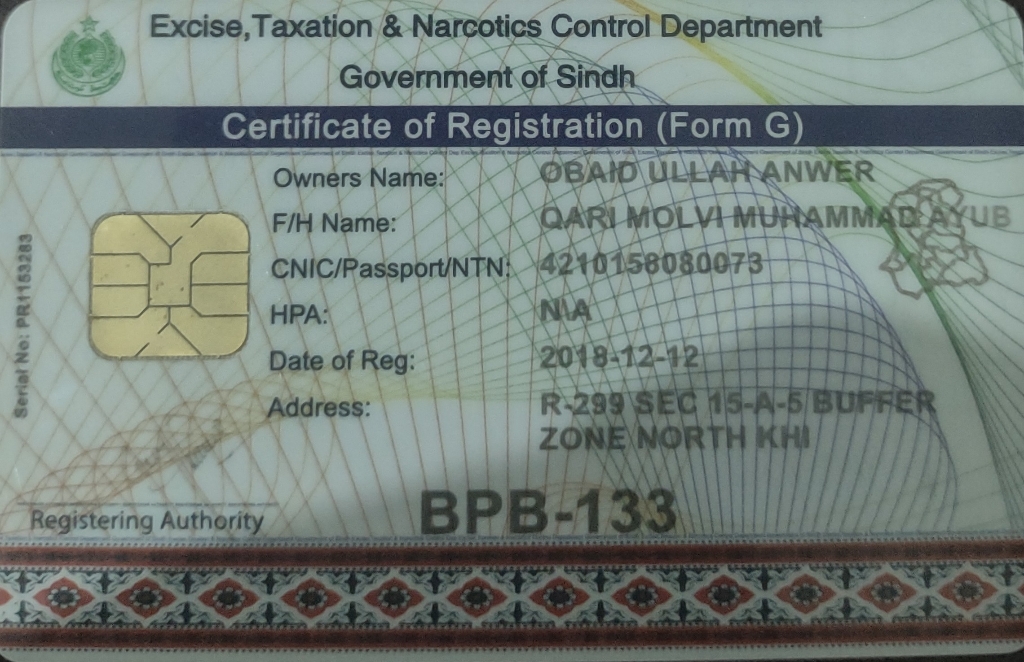 Excise,Taxation & Narcotics Control Department
Government of Sindh
Certificate of Registration (Form G)
Owners Name: OBAID ULLAH ANWER
F/H Name: QARI MOLVI MUHAMMAD AYUB
CNIC/Passport/NTN: 4210158080073
HPA: N\A
Date of Reg: 2018-12-12
Address: R-299 SEC 15-A-5 BUFFER
ZONE NORTH KHI
Serial No: PR1153283
Registering Authority
BPB-133